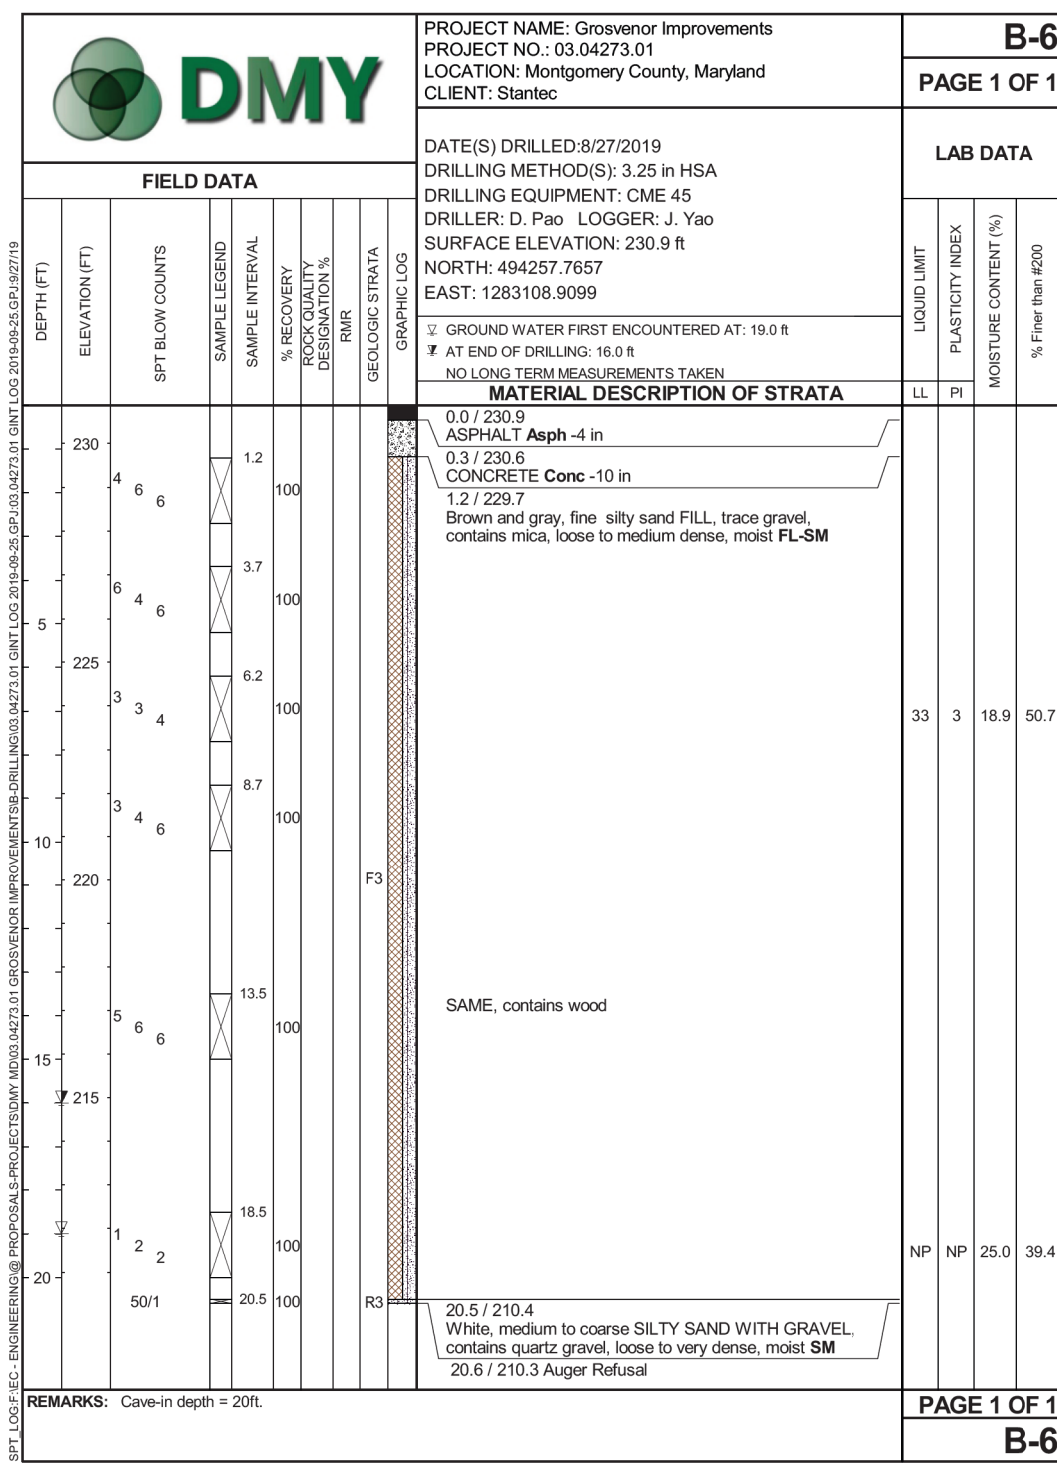 DMY
PROJECT NAME: Grosvenor Improvements
PROJECT NO.: 03.04273.01
LOCATION: Montgomery County, Maryland
CLIENT: Stantec
B-6
PAGE 1 OF 1
FIELD DATA
DATE(S) DRILLED:8/27/2019
DRILLING METHOD(S): 3.25 in HSA
DRILLING EQUIPMENT: CME 45
DRILLER: D. Pao LOGGER: J. Yao
SURFACE ELEVATION: 230.9 ft
NORTH: 494257.7657
EAST: 1283108.9099
GROUND WATER FIRST ENCOUNTERED AT: 19.0 ft
AT END OF DRILLING: 16.0 ft
NO LONG TERM MEASUREMENTS TAKEN
LAB DATA
DEPTH (FT)
ELEVATION (FT)
SPT BLOW COUNTS
SAMPLE LEGEND
SAMPLE INTERVAL
% RECOVERY
ROCK QUALITY
DESIGNATION %
RMR
GEOLOGIC STRATA
GRAPHIC LOG
MATERIAL DESCRIPTION OF STRATA
LIQUID LIMIT
PLASTICITY INDEX
MOISTURE CONTENT (%)
% Finer than #200
LL PI
0.0 / 230.9
ASPHALT Asph -4 in
230
0.3 / 230.6
CONCRETE Conc -10 in
1.2
4 6 6
100
1.2 / 229.7
Brown and gray, fine silty sand FILL, trace gravel,
contains mica, loose to medium dense, moist FL-SM
3.7
6 4 6
100
5
225
6.2
3 3 4
100
33 3 18.9 50.7
8.7
3 4 6
100
10
220
F3
13.5
SAME, contains wood
5 6 6
100
15
215
18.5
1 2 2
100
NP NP 25.0 39.4
20
50/1
20.5 100
R3
20.5 / 210.4
White, medium to coarse SILTY SAND WITH GRAVEL,
contains quartz gravel, loose to very dense, moist SM
20.6 / 210.3 Auger Refusal
REMARKS: Cave-in depth = 20ft.
PAGE 1 OF 1
B-6
SPT_LOG:F:\EC - ENGINEERING\@ PROPOSALS-PROJECTS\DMY MD\03.04273.01 GROSVENOR IMPROVEMENTS\B-DRILLING\03.04273.01 GINT LOG 2019-09-25.GPJ:03.04273.01 GINT LOG 2019-09-25.GPJ:9/27/19